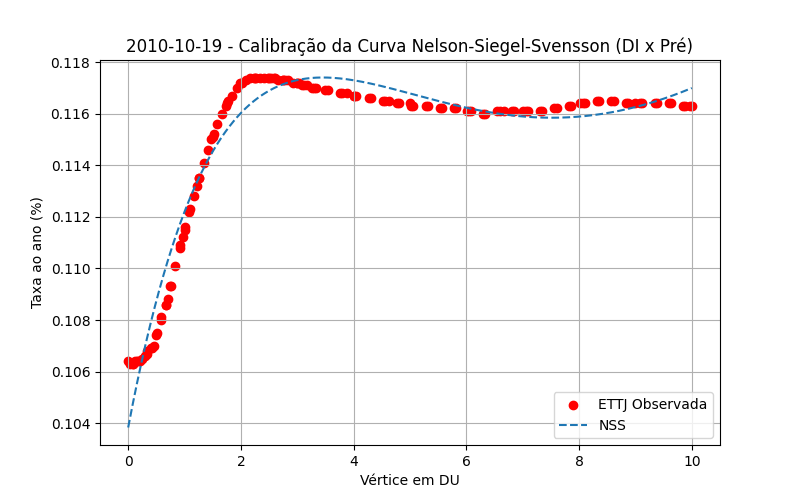 2010-10-19 - Calibração da Curva Nelson-Siegel-Svensson (DI x Pré)
0.118
0.116
0.114
0.112
0.110
0.108
0.106
0.104
Taxa ao ano (%)
ETTJ Observada
NSS
0 2 4 6 8 10
Vértice em DU